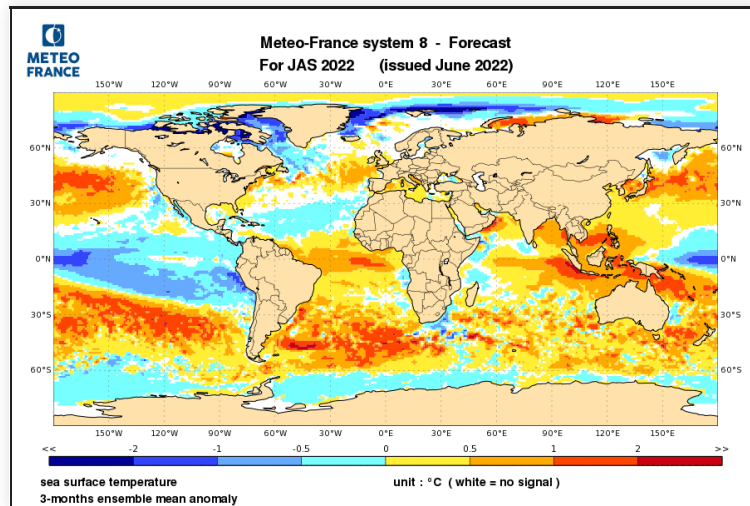 METEO
FRANCE
Meteo-France system 8 - Forecast
For JAS 2022 (issued June 2022)
150°W 120°W 90°W 60°W 30°W 0°E 30°E 60°E 90°E 120°E 150°E
60°N 60°N
30°N 30°N
0°N 0°N
30°S 30°S
60°S 60°S
150°W 120°W 90°W 60°W 30°W 0°E 30°E 60°E 90°E 120°E 150°E
<< -2 -1 -0.5 0 0.5 1 2 >>
sea surface temperature unit : °C ( white = no signal )
3-months ensemble mean anomaly